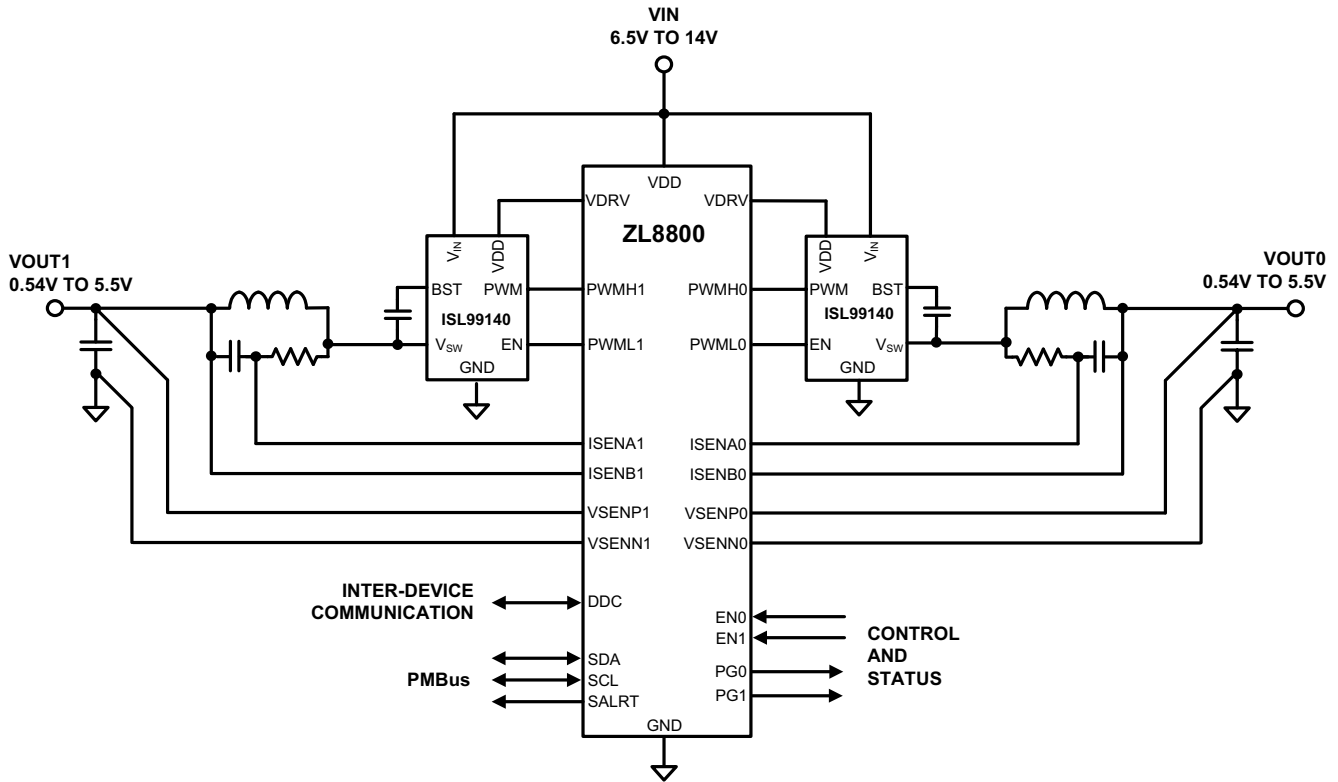 VIN
6.5V TO 14V
VDD
VDRV
VDRV
ZL8800
VIN
VDD
BST
PWM
ISL99140
VSW
EN
GND
VDD
VIN
PWM
BST
ISL99140
EN
VSW
GND
VOUT1
0.54V TO 5.5V
VOUT0
0.54V TO 5.5V
PWMH1
PWMH0
PWML1
PWML0
ISENA1
ISENA0
ISENB1
ISENB0
VSENP1
VSENP0
VSENN1
VSENN0
INTER-DEVICE
COMMUNICATION
DDC
EN0
EN1
CONTROL
AND
STATUS
PMBus
SDA
SCL
SALRT
PG0
PG1
GND